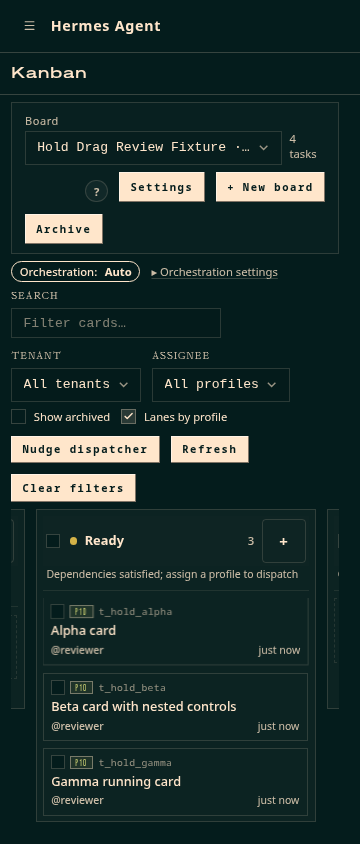 ☰ Hermes Agent
Kanban
Board
Hold Drag Review Fixture ·…
4 tasks
?
Settings
+ New board
Archive
Orchestration: Auto
▸ Orchestration settings
SEARCH
Filter cards…
TENANT
ASSIGNEE
All tenants
All profiles
Show archived
Lanes by profile
Nudge dispatcher
Refresh
Clear filters
Ready
3
+
Dependencies satisfied; assign a profile to dispatch
P10 t_hold_alpha
Alpha card
@reviewer
just now
P10 t_hold_beta
Beta card with nested controls
@reviewer
just now
P10 t_hold_gamma
Gamma running card
@reviewer
just now